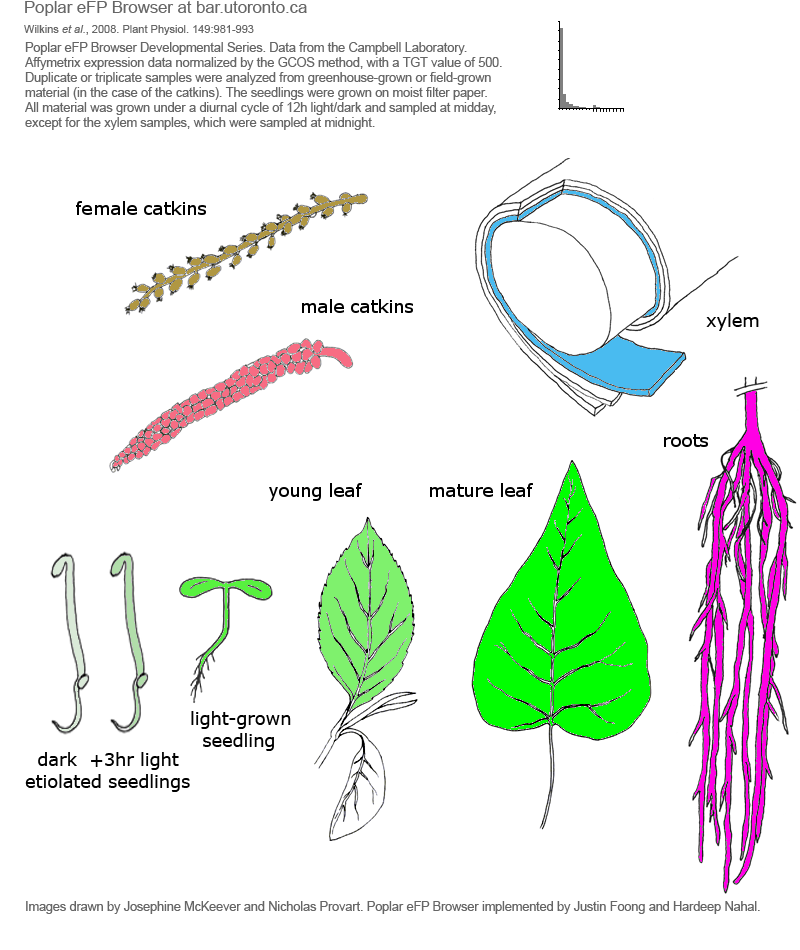 Poplar eFP Browser at bar.utoronto.ca
Wilkins et al., 2008. Plant Physiol. 149:981-993
Poplar eFP Browser Developmental Series. Data from the Campbell Laboratory.
Affymetrix expression data normalized by the GCOS method, with a TGT value of 500.
Duplicate or triplicate samples were analyzed from greenhouse-grown or field-grown
material (in the case of the catkins). The seedlings were grown on moist filter paper.
All material was grown under a diurnal cycle of 12h light/dark and sampled at midday,
except for the xylem samples, which were sampled at midnight.
female catkins
male catkins
xylem
roots
young leaf
mature leaf
light-grown
seedling
dark +3hr light
etiolated seedlings
Images drawn by Josephine McKeever and Nicholas Provart. Poplar eFP Browser implemented by Justin Foong and Hardeep Nahal.